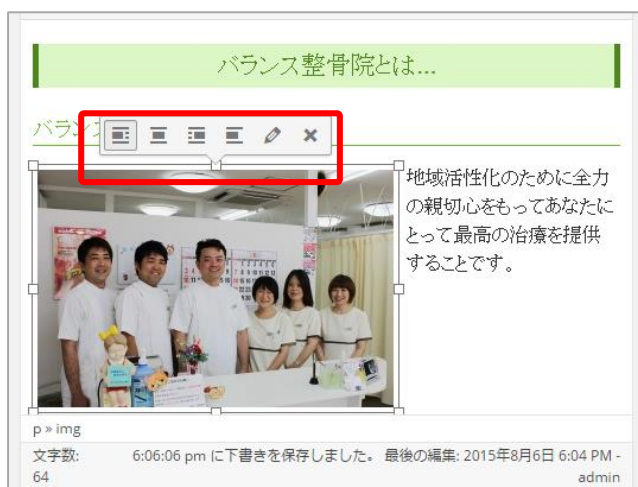 バランス整骨院とは...
バラン
地域活性化のために全力
の親切心をもってあなたに
とって最高の治療を提供
することです。
p » img
文字数: 6:06:06 pm に下書きを保存しました。 最後の編集: 2015年8月6日 6:04 PM -
64 admin